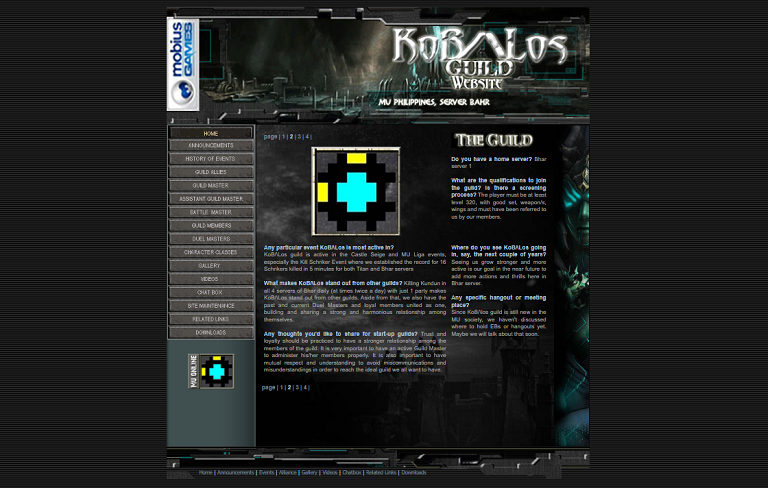 mobius
GAMES
KoBΛLos
GUILD
Website
MU PHILIPPINES, SERVER BAHR
HOME
ANNOUNCEMENTS
HISTORY OF EVENTS
GUILD ALLIES
GUILD MASTER
ASSISTANT GUILD MASTER
BATTLE MASTER
GUILD MEMBERS
DUEL MASTERS
CHARACTER CLASSES
GALLERY
VIDEOS
CHAT BOX
SITE MAINTENANCE
RELATED LINKS
DOWNLOADS
MU ONLINE
page | 1 | 2 | 3 | 4 |
Any particular event KoBΛLos is most active in?
KoBΛLos guild is active in the Castle Seige and MU Liga events,
especially the Kill Schriker Event where we established the record for 16
Schrikers killed in 5 minutes for both Titan and Bhar servers
What makes KoBΛLos stand out from other guilds? Killing Kundun in
all 4 servers of Bhar daily (at times twice a day) with just 1 party makes
KoBΛLos stand out from other guilds. Aside from that, we also have the
past and current Duel Masters and loyal members united as one,
building and sharing a strong and harmonious relationship among
themselves.
Any thoughts you'd like to share for start-up guilds? Trust and
loyalty should be practiced to have a stronger relationship among the
members of the guild. It is very important to have an active Guild Master
to administer his/her members properly. It is also important to have
mutual respect and understanding to avoid miscommunications and
misunderstandings in order to reach the ideal guild we all want to have.
page | 1 | 2 | 3 | 4 |
The Guild
Do you have a home server? Bhar
server 1
What are the qualifications to join
the guild? Is there a screening
process? The player must be at least
level 320, with good set, weapon/s,
wings and must have been referred to
us by our members.
Where do you see KoBΛLos going
in, say, the next couple of years?
Seeing us grow stronger and more
active is our goal in the near future to
add more actions and thrills here in
Bhar server.
Any specific hangout or meeting
place?
Since KoBΛlos guild is still new in the
MU society, we haven't discussed
where to hold EBs or hangouts yet.
Maybe we will talk about that soon.
Home | Announcements | Events | Alliance | Gallery | Videos | Chatbox | Related Links | Downloads